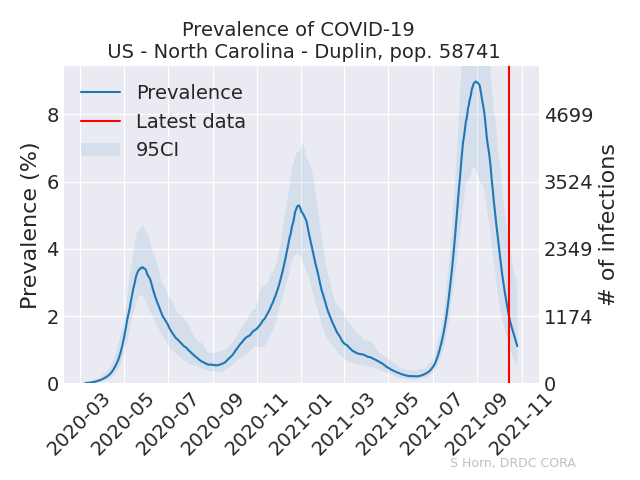 Prevalence of COVID-19
US - North Carolina - Duplin, pop. 58741
Prevalence
Latest data
95CI
Prevalence (%)
0
2
4
6
8
# of infections
0
1174
2349
3524
4699
2020-03
2020-05
2020-07
2020-09
2020-11
2021-01
2021-03
2021-05
2021-07
2021-09
2021-11
S Horn, DRDC CORA